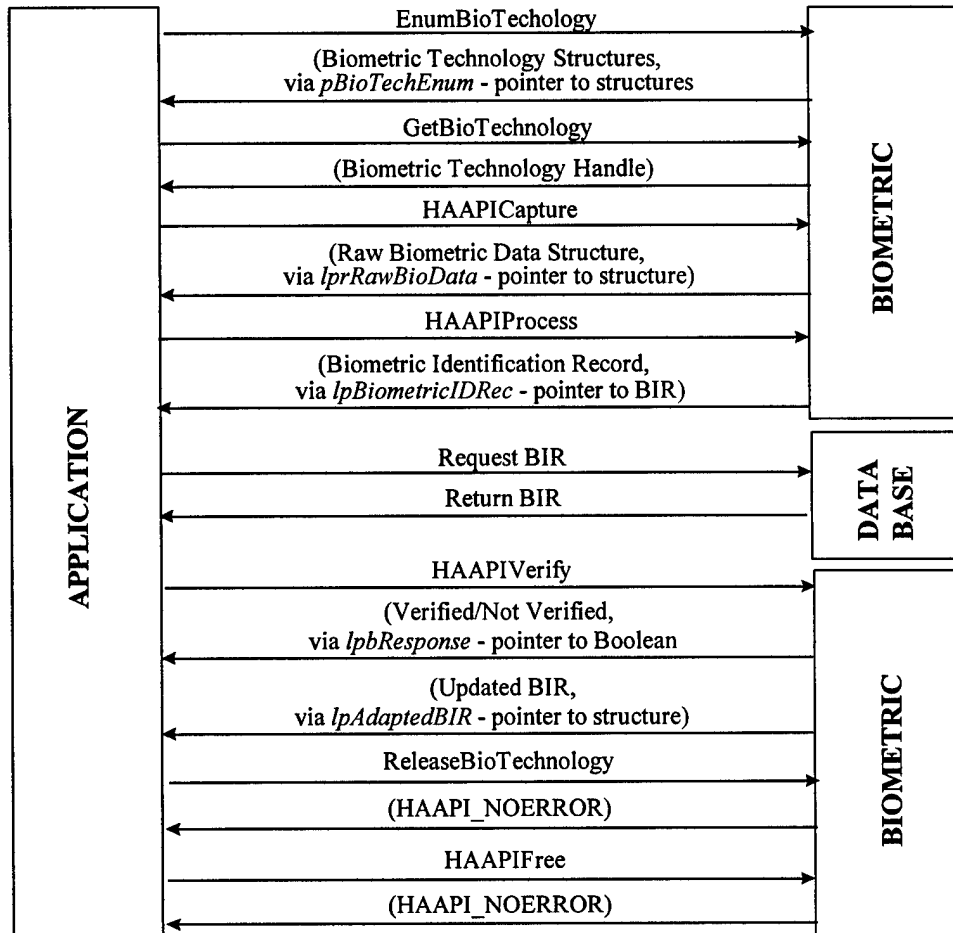 EnumBioTechology
(Biometric Technology Structures,
via pBioTechEnum - pointer to structures
GetBioTechnology
(Biometric Technology Handle)
HAAPICapture
(Raw Biometric Data Structure,
via lprRawBioData - pointer to structure)
HAAPIProcess
(Biometric Identification Record,
via lpBiometricIDRec - pointer to BIR)
BIOMETRIC
APPLICATION
Request BIR
Return BIR
DATA
BASE
HAAPIVerify
(Verified/Not Verified,
via lpbResponse - pointer to Boolean
(Updated BIR,
via lpAdaptedBIR - pointer to structure)
ReleaseBioTechnology
(HAAPI_NOERROR)
HAAPIFree
(HAAPI_NOERROR)
BIOMETRIC